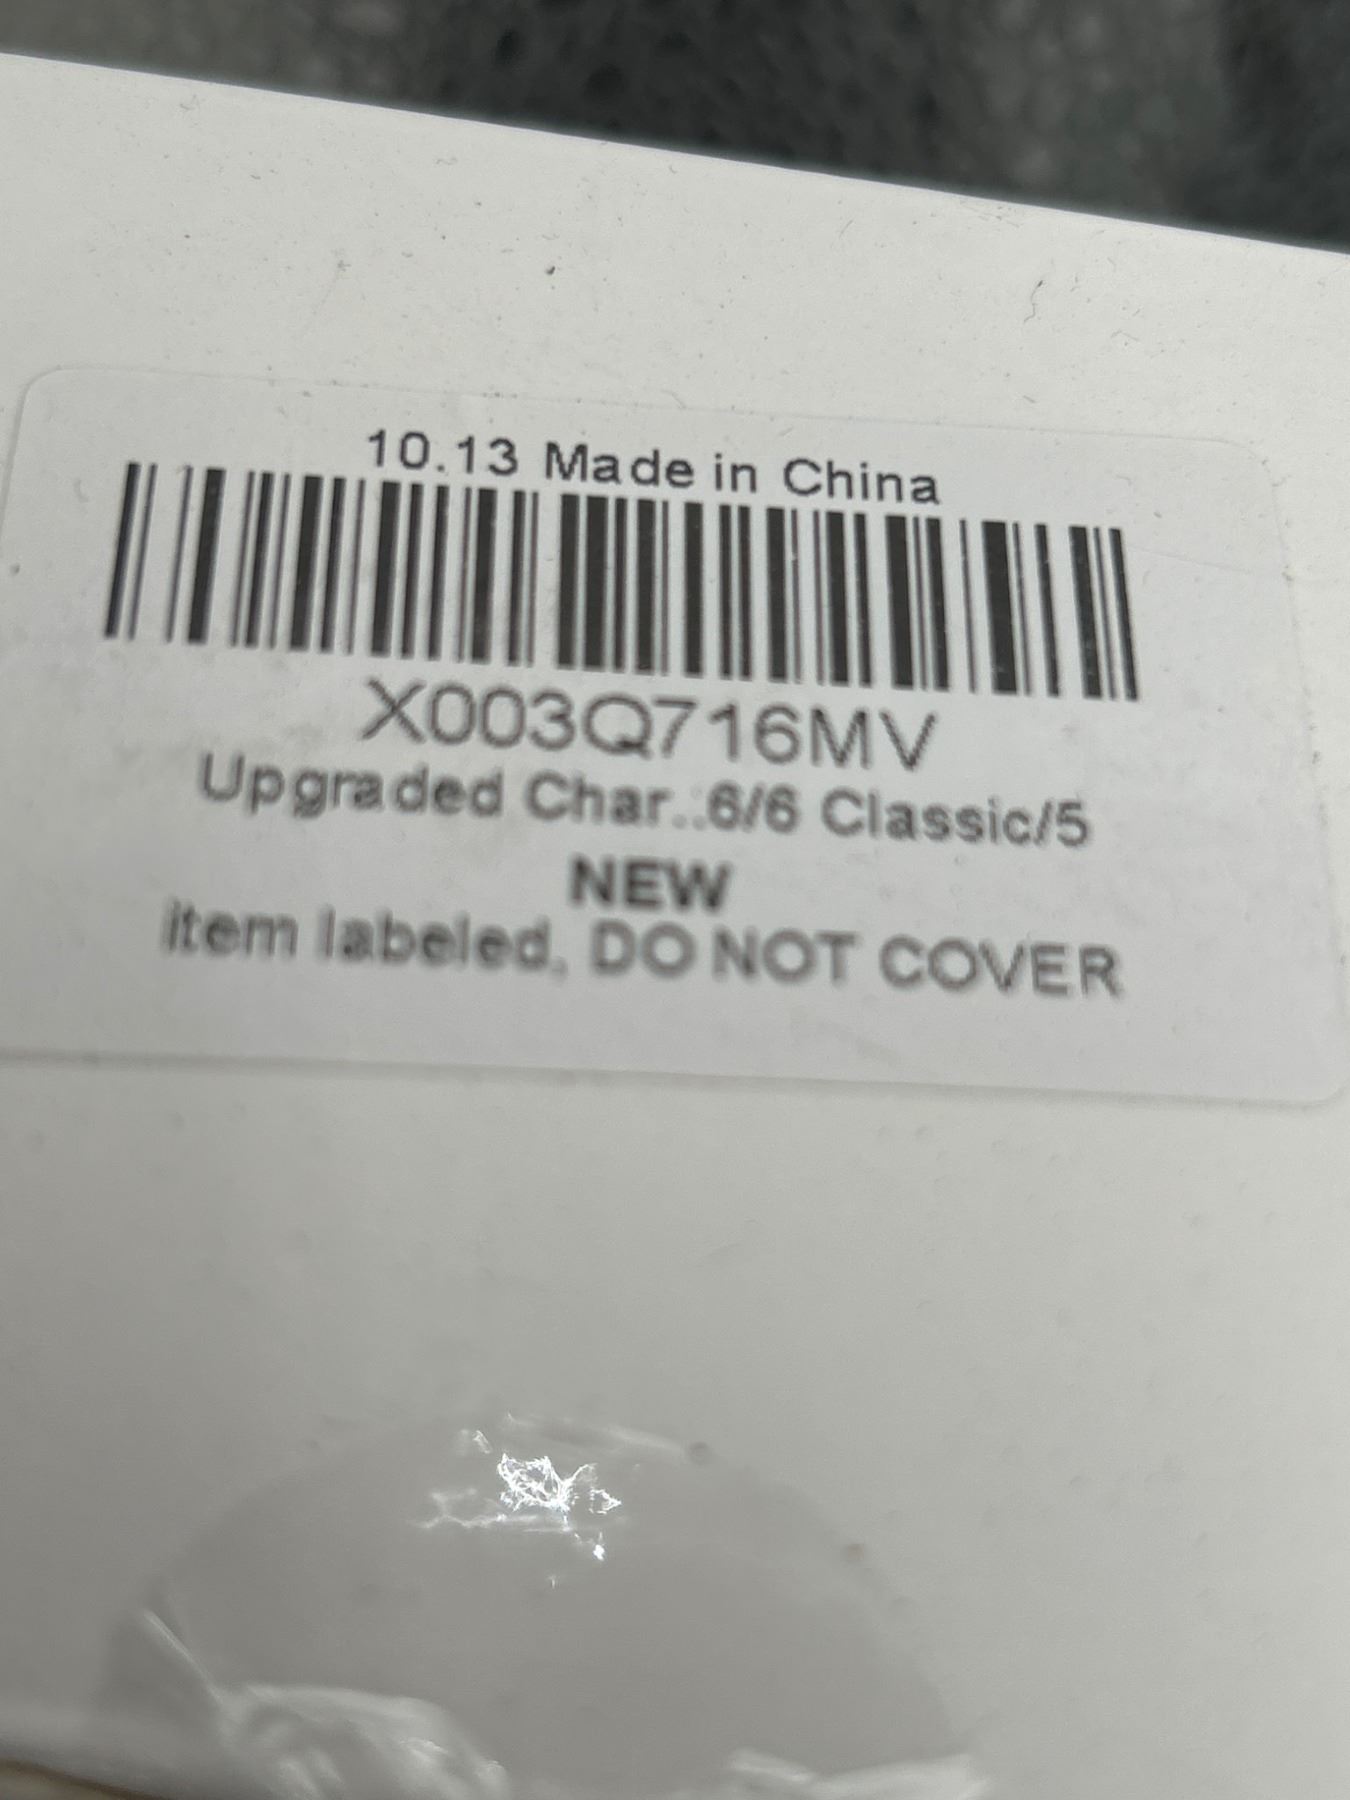 10.13 Made in China
X003Q716MV
Upgraded Char..6/6 Classic/5
NEW
item labeled, DO NOT COVER